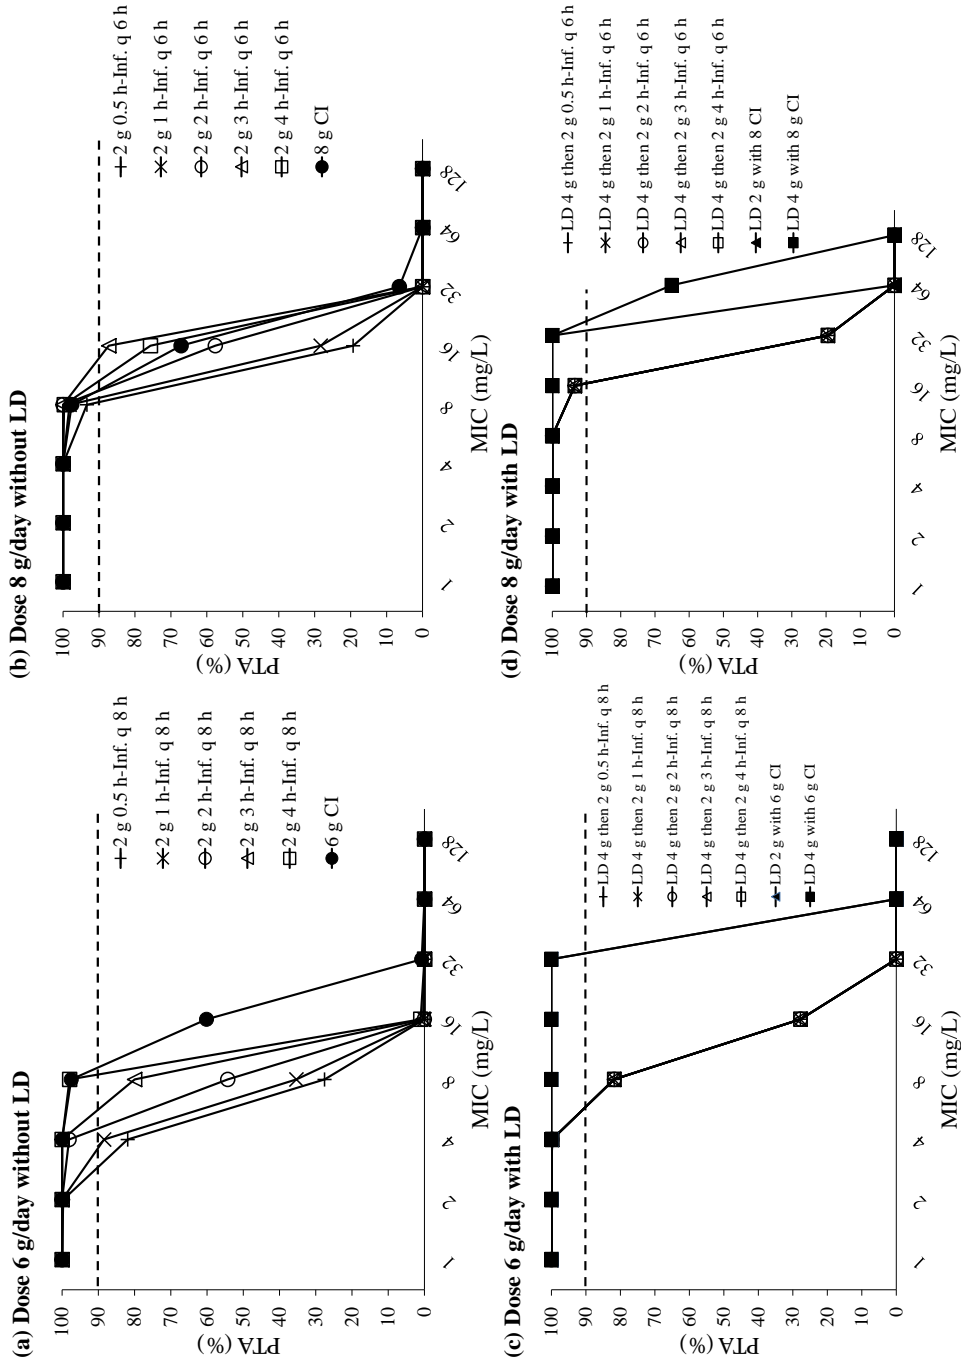 (a) Dose 6 g/day without LD
PTA (%)
100
90
80
70
60
50
40
30
20
10
0
1 2 4 8 16 32 64 128
MIC (mg/L)
2 g 0.5 h-Inf. q 8 h
2 g 1 h-Inf. q 8 h
2 g 2 h-Inf. q 8 h
2 g 3 h-Inf. q 8 h
2 g 4 h-Inf. q 8 h
6 g CI
(b) Dose 8 g/day without LD
PTA (%)
100
90
80
70
60
50
40
30
20
10
0
1 2 4 8 16 32 64 128
MIC (mg/L)
2 g 0.5 h-Inf. q 6 h
2 g 1 h-Inf. q 6 h
2 g 2 h-Inf. q 6 h
2 g 3 h-Inf. q 6 h
2 g 4 h-Inf. q 6 h
8 g CI
(c) Dose 6 g/day with LD
PTA (%)
100
90
80
70
60
50
40
30
20
10
0
1 2 4 8 16 32 64 128
MIC (mg/L)
LD 4 g then 2 g 0.5 h-Inf. q 8 h
LD 4 g then 2 g 1 h-Inf. q 8 h
LD 4 g then 2 g 2 h-Inf. q 8 h
LD 4 g then 2 g 3 h-Inf. q 8 h
LD 4 g then 2 g 4 h-Inf. q 8 h
LD 2 g with 6 g CI
LD 4 g with 6 g CI
(d) Dose 8 g/day with LD
PTA (%)
100
90
80
70
60
50
40
30
20
10
0
1 2 4 8 16 32 64 128
MIC (mg/L)
LD 4 g then 2 g 0.5 h-Inf. q 6 h
LD 4 g then 2 g 1 h-Inf. q 6 h
LD 4 g then 2 g 2 h-Inf. q 6 h
LD 4 g then 2 g 3 h-Inf. q 6 h
LD 4 g then 2 g 4 h-Inf. q 6 h
LD 2 g with 8 CI
LD 4 g with 8 g CI